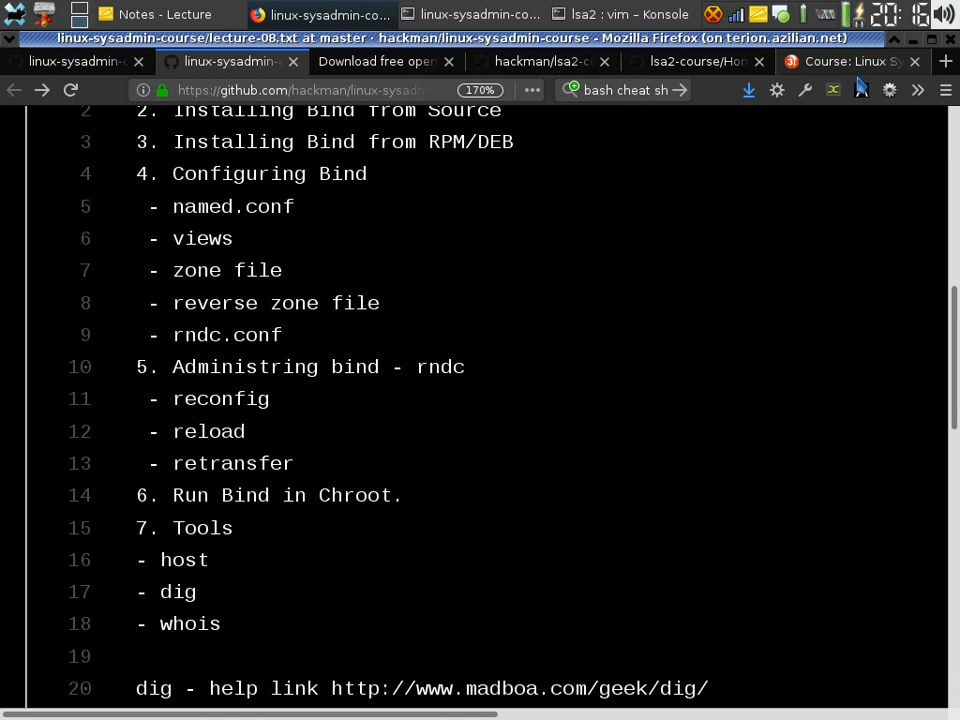 Notes - Lecture
linux-sysadmin-co...
linux-sysadmin-co...
lsa2 : vim – Konsole
20:16
linux-sysadmin-course/lecture-08.txt at master · hackman/linux-sysadmin-course - Mozilla Firefox (on terion.azilian.net)
linux-sysadmin-c
linux-sysadmin-
Download free open
hackman/lsa2-c
lsa2-course/Hon
Course: Linux Sy
https://github.com/hackman/linux-sysadm
170%
bash cheat sh
2 2. Installing Bind from Source
3 3. Installing Bind from RPM/DEB
4 4. Configuring Bind
5 - named.conf
6 - views
7 - zone file
8 - reverse zone file
9 - rndc.conf
10 5. Administring bind - rndc
11 - reconfig
12 - reload
13 - retransfer
14 6. Run Bind in Chroot.
15 7. Tools
16 - host
17 - dig
18 - whois
19
20 dig - help link http://www.madboa.com/geek/dig/